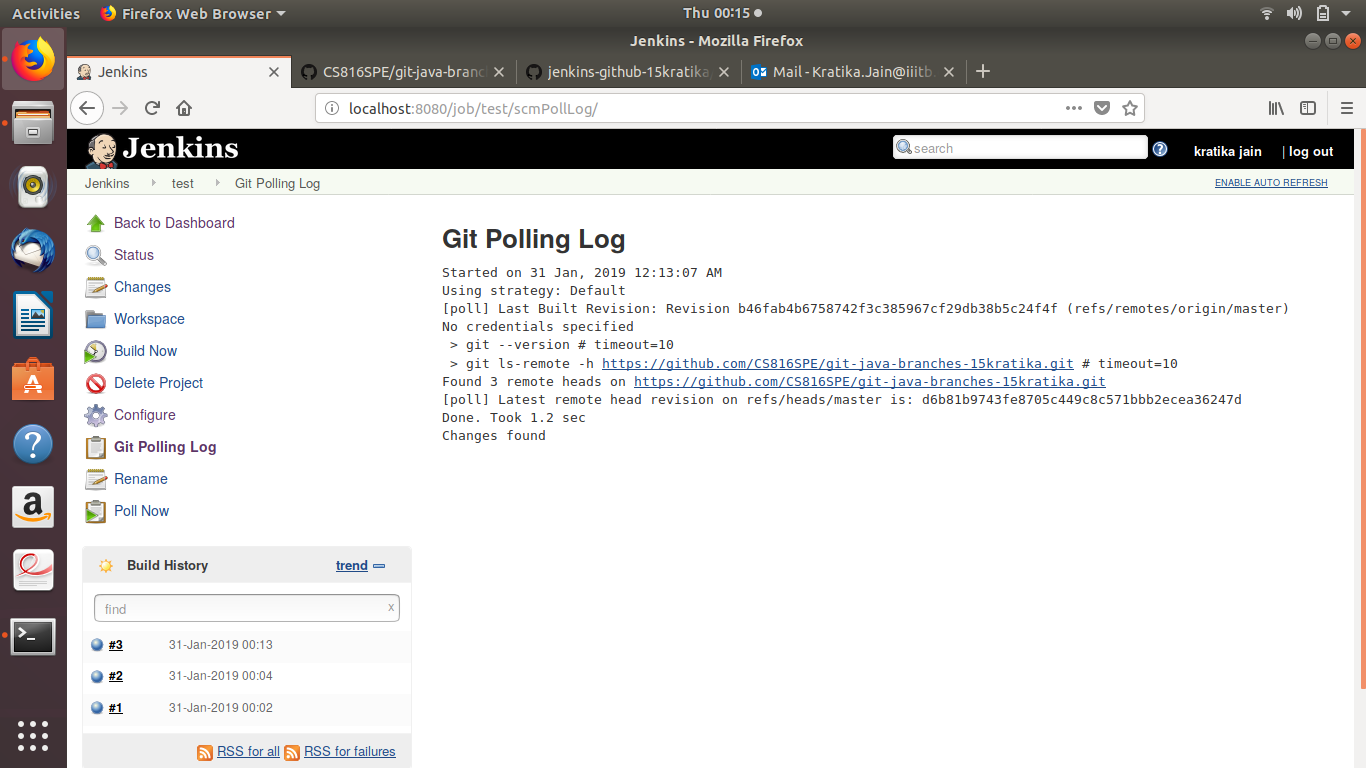 Activities Firefox Web Browser Thu 00:15
Jenkins - Mozilla Firefox
Jenkins CS816SPE/git-java-branc jenkins-github-15kratika Mail - Kratika.Jain@iiitb
localhost:8080/job/test/scmPollLog/
Jenkins search kratika jain | log out
Jenkins test Git Polling Log ENABLE AUTO REFRESH
Back to Dashboard
Status
Changes
Workspace
Build Now
Delete Project
Configure
Git Polling Log
Rename
Poll Now
Build History trend
find x
#3 31-Jan-2019 00:13
#2 31-Jan-2019 00:04
#1 31-Jan-2019 00:02
RSS for all RSS for failures
Git Polling Log
Started on 31 Jan, 2019 12:13:07 AM
Using strategy: Default
[poll] Last Built Revision: Revision b46fab4b6758742f3c385967cf29db38b5c24f4f (refs/remotes/origin/master)
No credentials specified
> git --version # timeout=10
> git ls-remote -h https://github.com/CS816SPE/git-java-branches-15kratika.git # timeout=10
Found 3 remote heads on https://github.com/CS816SPE/git-java-branches-15kratika.git
[poll] Latest remote head revision on refs/heads/master is: d6b81b9743fe8705c449c8c571bbb2ecea36247d
Done. Took 1.2 sec
Changes found